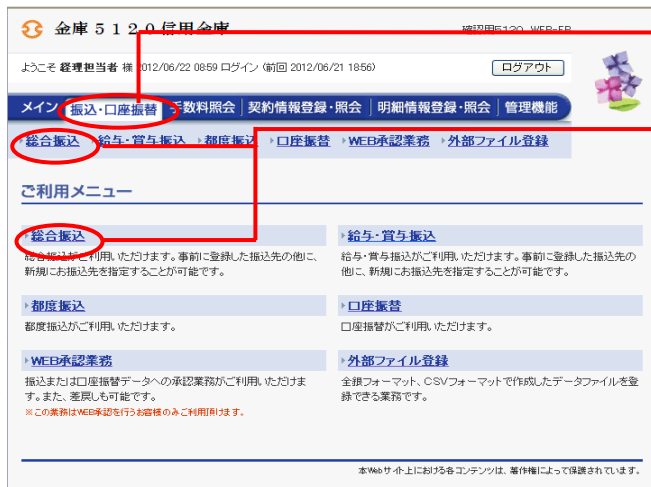 金庫５１２０信用金庫
確認用5120 WEB-FB
ようこそ 経理担当者 様 2012/06/22 08:59 ログイン (前回 2012/06/21 18:56)
ログアウト
メイン 振込・口座振替 手数料照会 契約情報登録・照会 明細情報登録・照会 管理機能
総合振込 給与・賞与振込 都度振込 口座振替 WEB承認業務 外部ファイル登録
ご利用メニュー
総合振込
総合振込がご利用いただけます。事前に登録した振込先の他に、
新規にお振込先を指定することが可能です。
給与・賞与振込
給与・賞与振込がご利用いただけます。事前に登録した振込先の
他に、新規にお振込先を指定することが可能です。
都度振込
都度振込がご利用いただけます。
口座振替
口座振替がご利用いただけます。
WEB承認業務
振込または口座振替データへの承認業務がご利用いただけま
す。また、差戻しも可能です。
※この業務はWEB承認を行うお客様のみご利用頂けます。
外部ファイル登録
全銀フォーマット、CSVフォーマットで作成したデータファイルを登
録できる業務です。
本Webサイト上における各コンテンツは、著作権によって保護されています。